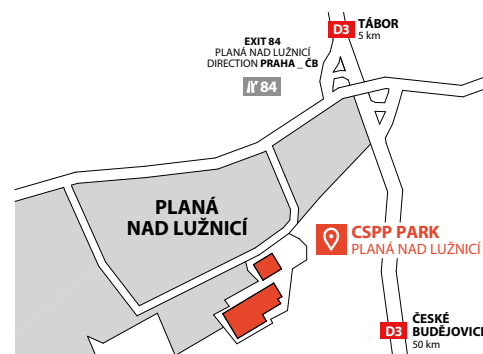 D3 TÁBOR
5 km
EXIT 84
PLANÁ NAD LUŽNICÍ
DIRECTION PRAHA _ ČB
84
PLANÁ
NAD LUŽNICÍ
CSPP PARK
PLANÁ NAD LUŽNICÍ
D3 ČESKÉ
BUDĚJOVICE
50 km